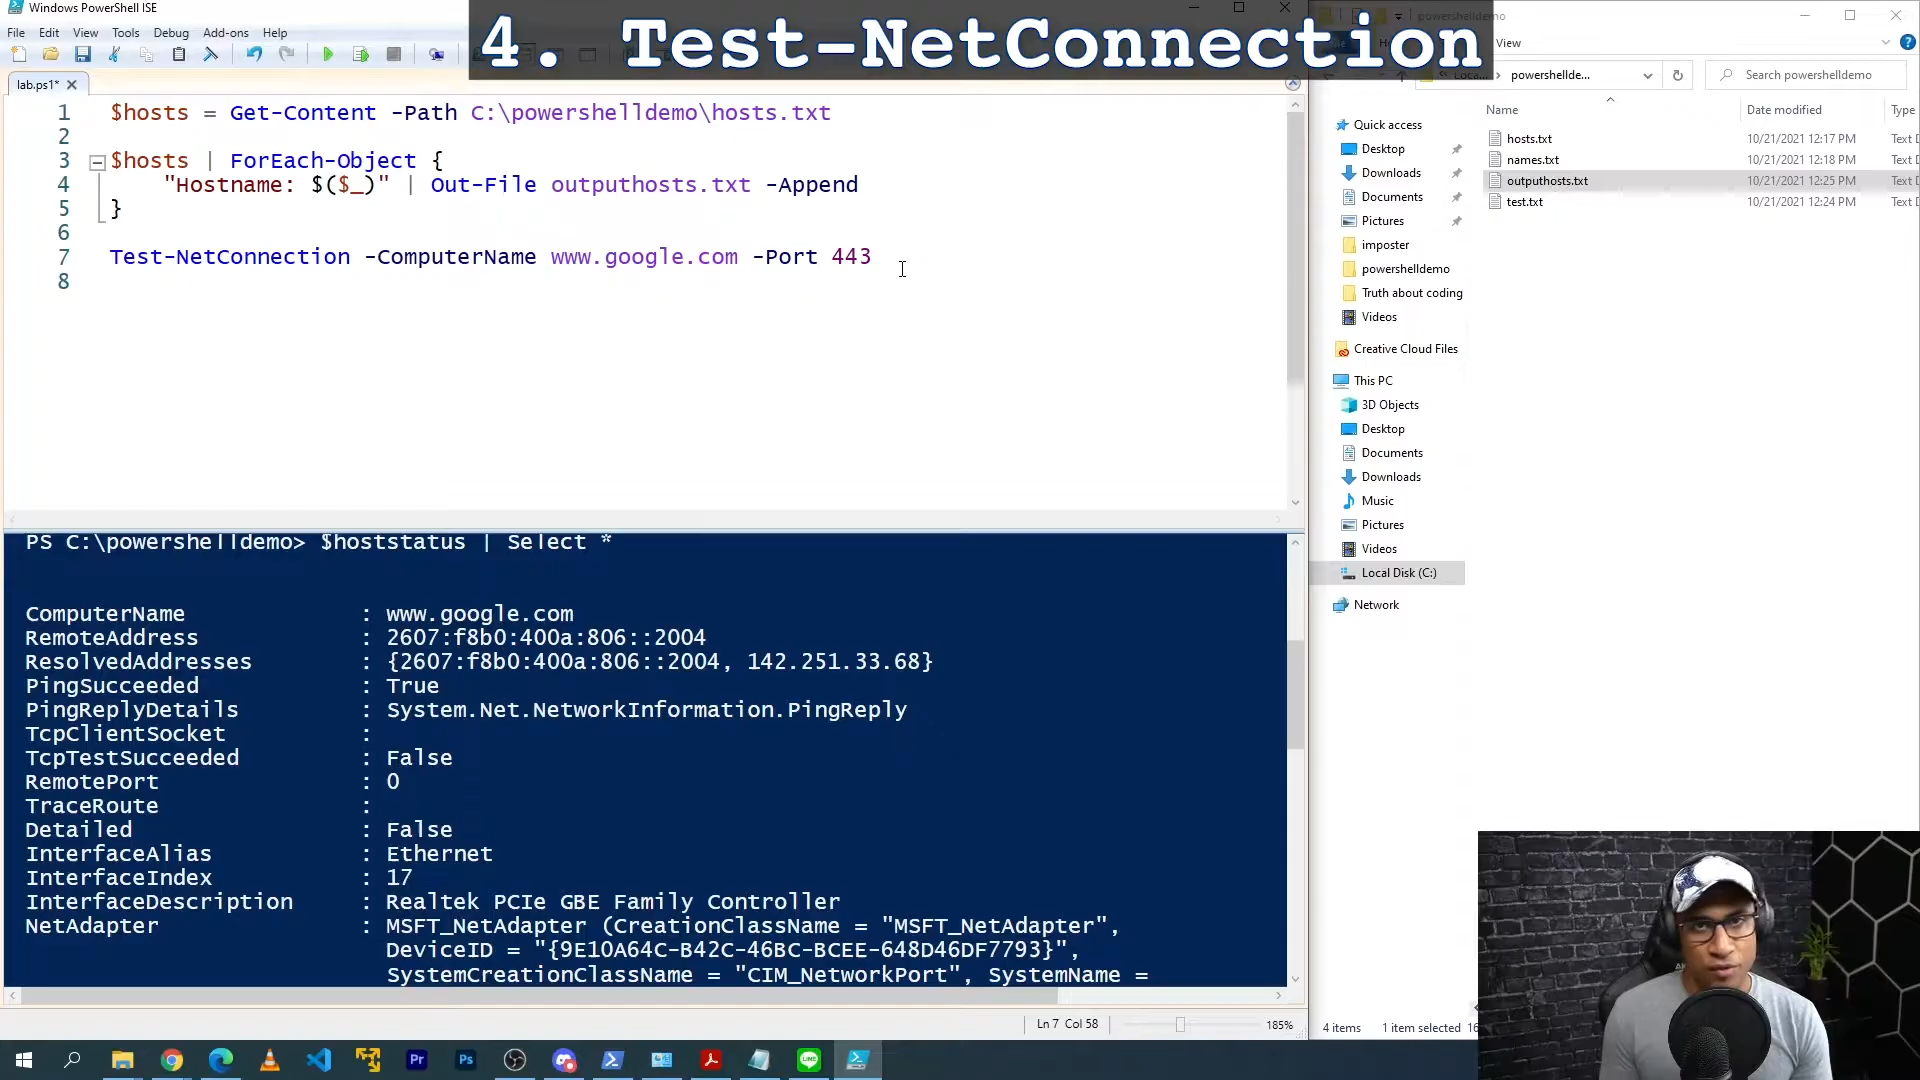 Windows PowerShell ISE
4. Test-NetConnection
powershelldemo
File Edit View Tools Debug Add-ons Help
View
lab.ps1* X
powershellde...
Search powershelldemo
1 $hosts = Get-Content -Path C:\powershelldemo\hosts.txt
2
3 $hosts | ForEach-Object {
4 "Hostname: $($_)" | Out-File outputhosts.txt -Append
5 }
6
7 Test-NetConnection -ComputerName www.google.com -Port 443
8
Name Date modified Type
hosts.txt 10/21/2021 12:17 PM Text D
names.txt 10/21/2021 12:18 PM Text D
outputhosts.txt 10/21/2021 12:25 PM Text D
test.txt 10/21/2021 12:24 PM Text D
Quick access
Desktop
Downloads
Documents
Pictures
imposter
powershelldemo
Truth about coding
Videos
Creative Cloud Files
This PC
3D Objects
Desktop
Documents
Downloads
Music
Pictures
Videos
Local Disk (C:)
Network
PS C:\powershelldemo> $hoststatus | Select *
ComputerName : www.google.com
RemoteAddress : 2607:f8b0:400a:806::2004
ResolvedAddresses : {2607:f8b0:400a:806::2004, 142.251.33.68}
PingSucceeded : True
PingReplyDetails : System.Net.NetworkInformation.PingReply
TcpClientSocket :
TcpTestSucceeded : False
RemotePort : 0
TraceRoute :
Detailed : False
InterfaceAlias : Ethernet
InterfaceIndex : 17
InterfaceDescription : Realtek PCIe GBE Family Controller
NetAdapter : MSFT_NetAdapter (CreationClassName = "MSFT_NetAdapter",
DeviceID = "{9E10A64C-B42C-46BC-BCEE-648D46DF7793}",
SystemCreationClassName = "CIM_NetworkPort", SystemName =
Ln 7 Col 58
185%
4 items 1 item selected 16
Pr
Ps
LINE